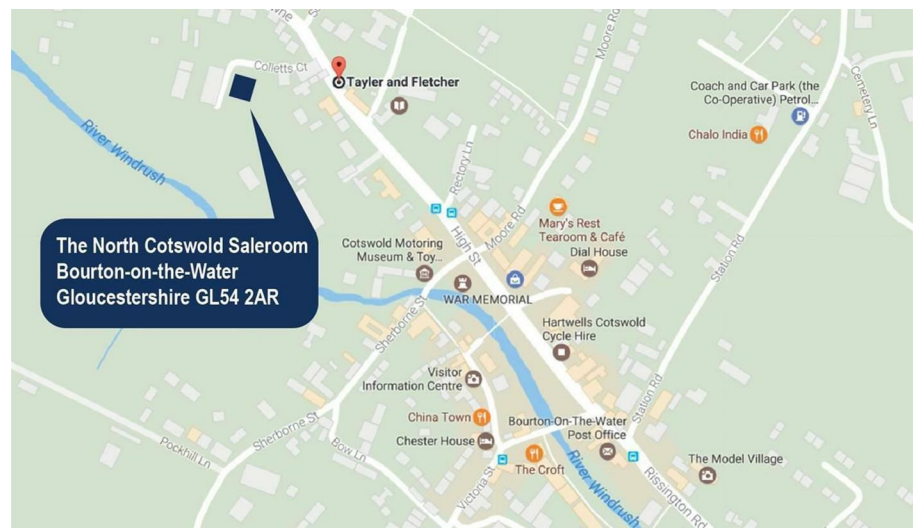 wne
Colletts Ct
Tayler and Fletcher
River Windrush
Moore Rd
Coach and Car Park (the
Co-Operative) Petrol...
Chalo India
Cemetery Ln
Rectory Ln
The North Cotswold Saleroom
Bourton-on-the-Water
Gloucestershire GL54 2AR
High St
Moore Rd
Mary's Rest
Tearoom & Café
Dial House
Station Rd
Cotswold Motoring
Museum & Toy...
WAR MEMORIAL
Sherborne St
Hartwells Cotswold
Cycle Hire
Visitor
Information Centre
China Town
Chester House
Bourton-On-The-Water
Post Office
Station Rd
Sherborne St
Pockhill Ln
Bow Ln
Victoria St
The Croft
River Windrush
Rissington Rd
The Model Village